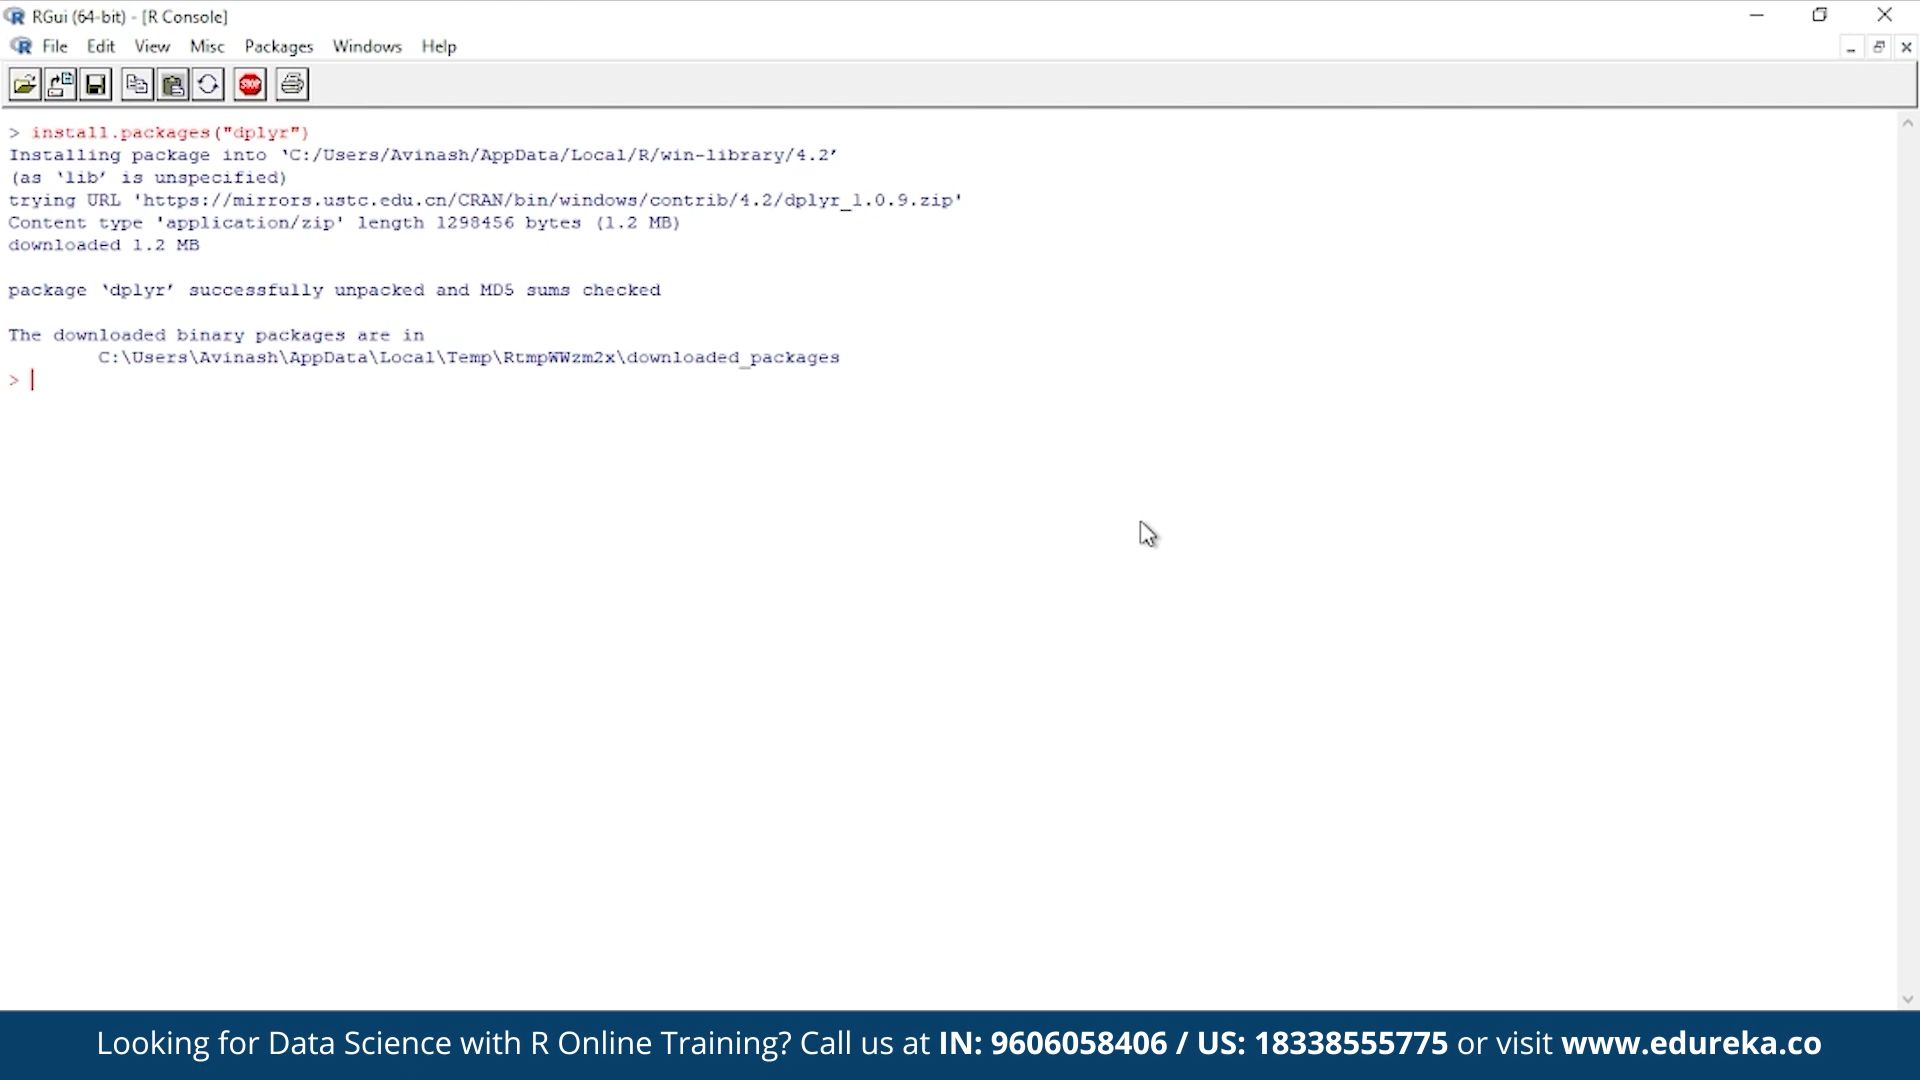 RGui (64-bit) - [R Console]
File Edit View Misc Packages Windows Help
STOP
> install.packages("dplyr")
Installing package into ‘C:/Users/Avinash/AppData/Local/R/win-library/4.2’
(as ‘lib’ is unspecified)
trying URL 'https://mirrors.ustc.edu.cn/CRAN/bin/windows/contrib/4.2/dplyr_1.0.9.zip'
Content type 'application/zip' length 1298456 bytes (1.2 MB)
downloaded 1.2 MB
package ‘dplyr’ successfully unpacked and MD5 sums checked
The downloaded binary packages are in
C:\Users\Avinash\AppData\Local\Temp\RtmpWWzm2x\downloaded_packages
>
Looking for Data Science with R Online Training? Call us at IN: 9606058406 / US: 18338555775 or visit www.edureka.co